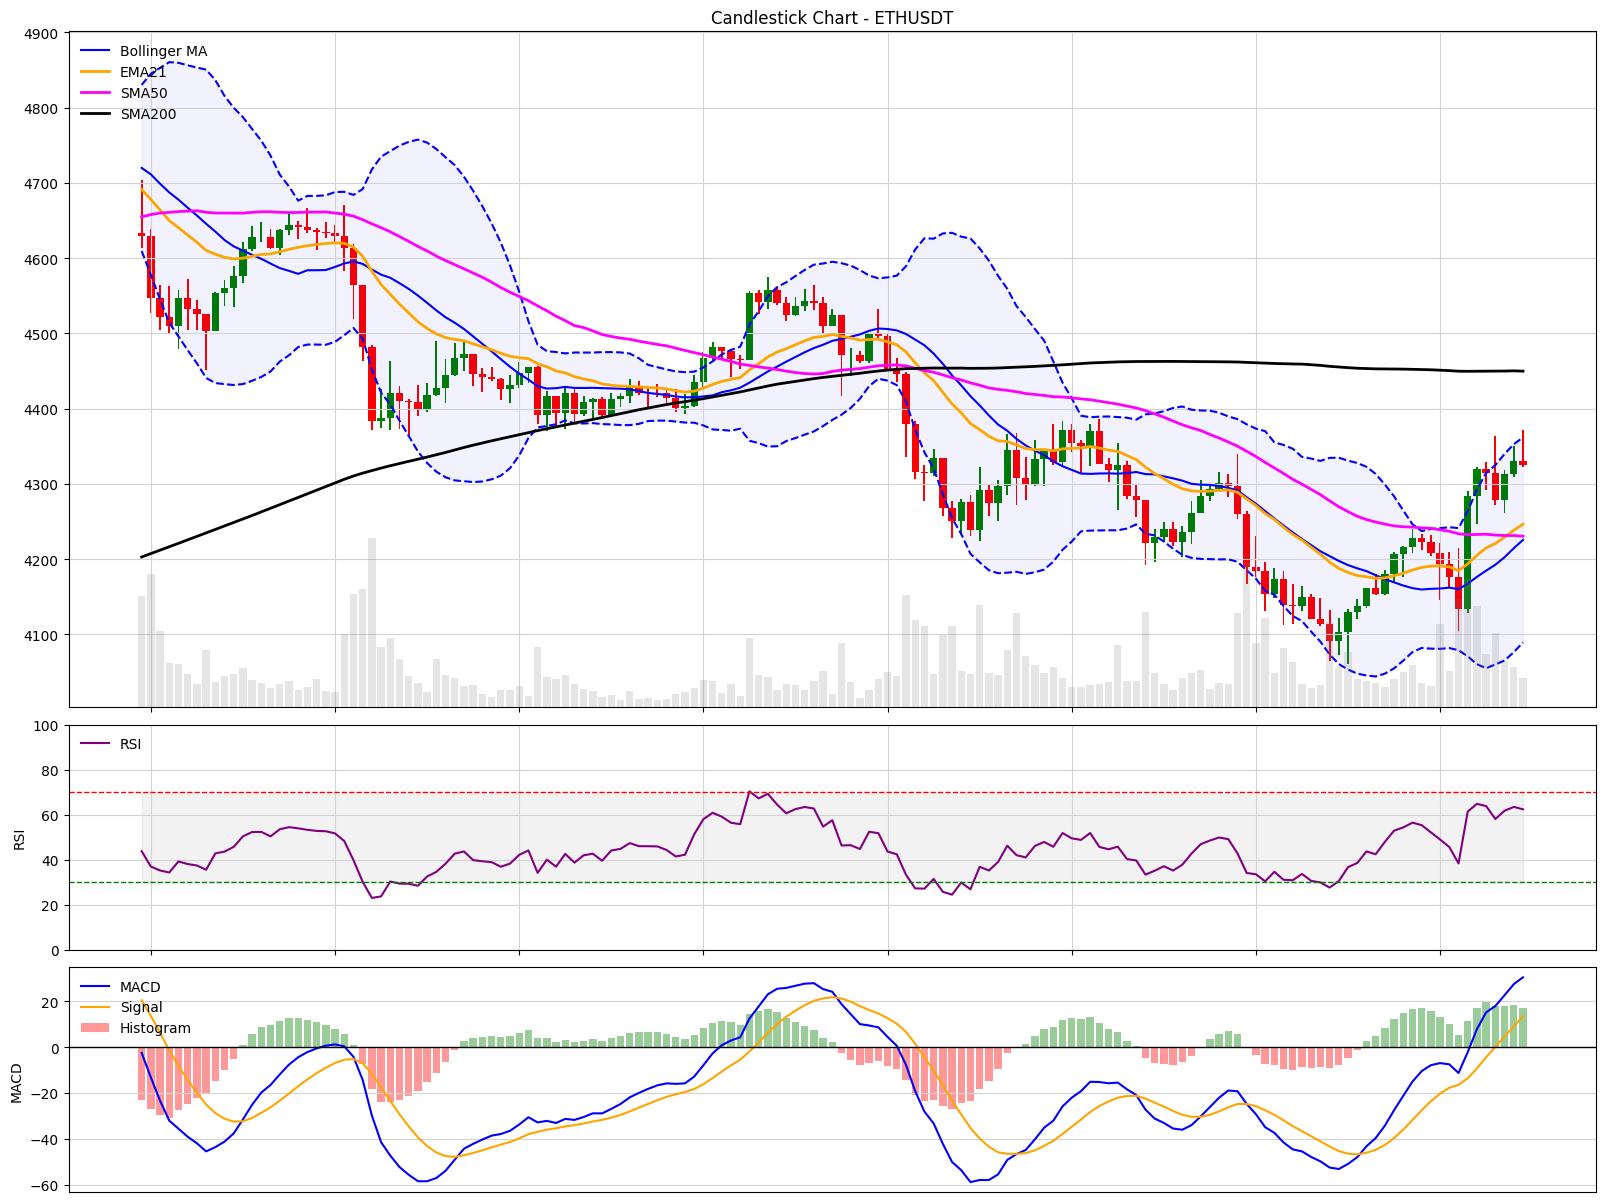 Candlestick Chart - ETHUSDT
4900
4800
4700
4600
4500
4400
4300
4200
4100
Bollinger MA
EMA21
SMA50
SMA200
100
80
60
40
20
0
RSI
RSI
20
0
−20
−40
−60
MACD
MACD
Signal
Histogram